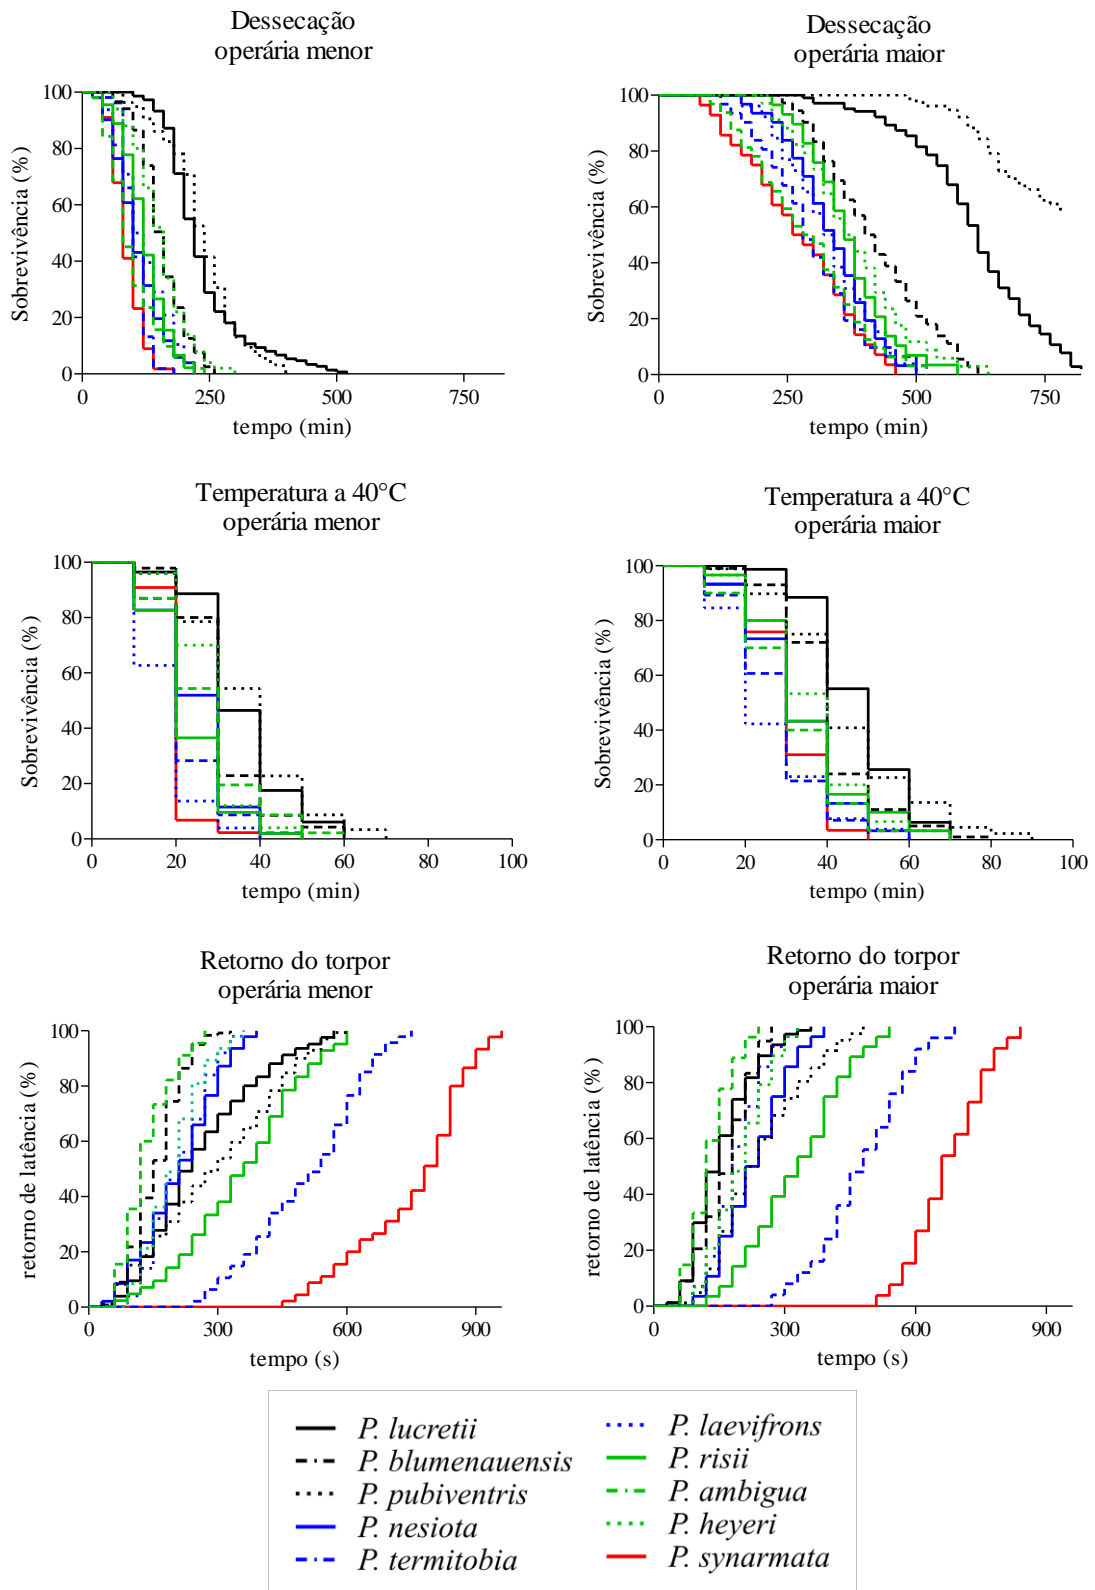 Dessecação
operária menor
Dessecação
operária maior
Sobrevivência (%)
100
80
60
40
20
0
0 250 500 750
tempo (min)
Sobrevivência (%)
100
80
60
40
20
0
0 250 500 750
tempo (min)
Temperatura a 40°C
operária menor
Temperatura a 40°C
operária maior
Sobrevivência (%)
100
80
60
40
20
0
0 20 40 60 80 100
tempo (min)
Sobrevivência (%)
100
80
60
40
20
0
0 20 40 60 80 100
tempo (min)
Retorno do torpor
operária menor
Retorno do torpor
operária maior
retorno de latência (%)
100
80
60
40
20
0
0 300 600 900
tempo (s)
retorno de latência (%)
100
80
60
40
20
0
0 300 600 900
tempo (s)
P. lucretii
P. blumenauensis
P. pubiventris
P. nesiota
P. termitobia
P. laevifrons
P. risii
P. ambigua
P. heyeri
P. synarmata